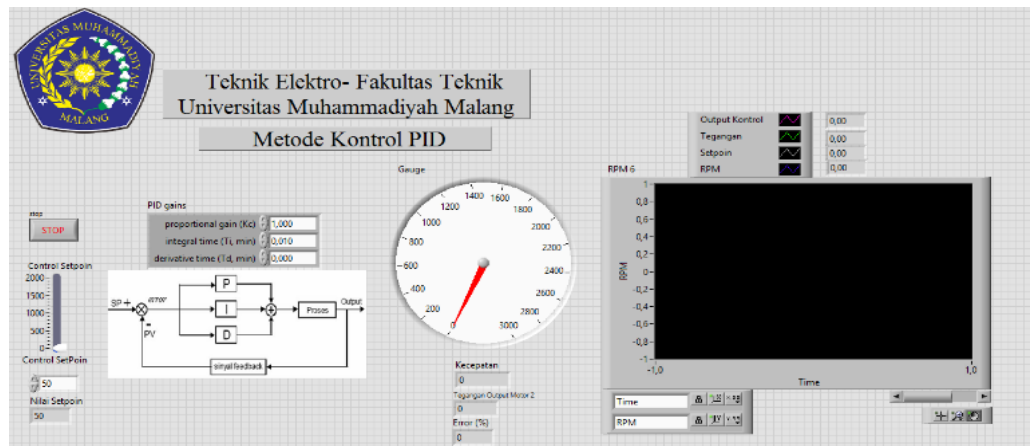 UNIVERSITAS MUHAMMADIYAH
MALANG
Teknik Elektro- Fakultas Teknik
Universitas Muhammadiyah Malang
Metode Kontrol PID
Output Kontrol 0,00
Tegangan 0,00
Setpoin 0,00
RPM 0,00
Gauge
RPM 6
stop
STOP
PID gains
proportional gain (Kc) 1,000
integral time (Ti, min) 0,010
derivative time (Td, min) 0,000
Control Setpoin
2000
1500
1000
500
0
Control SetPoin
50
Nilai Setpoin
50
SP +
error
P
I
D
Proses
Output
-
PV
sinyal feedback
0
200
400
600
800
1000
1200
1400
1600
1800
2000
2200
2400
2600
2800
3000
Kecepatan
0
Tegangan Output Motor 2
0
Error (%)
0
RPM
1
0,8
0,6
0,4
0,2
0
-0,2
-0,4
-0,6
-0,8
-1
-1,0
1,0
Time
Time
RPM